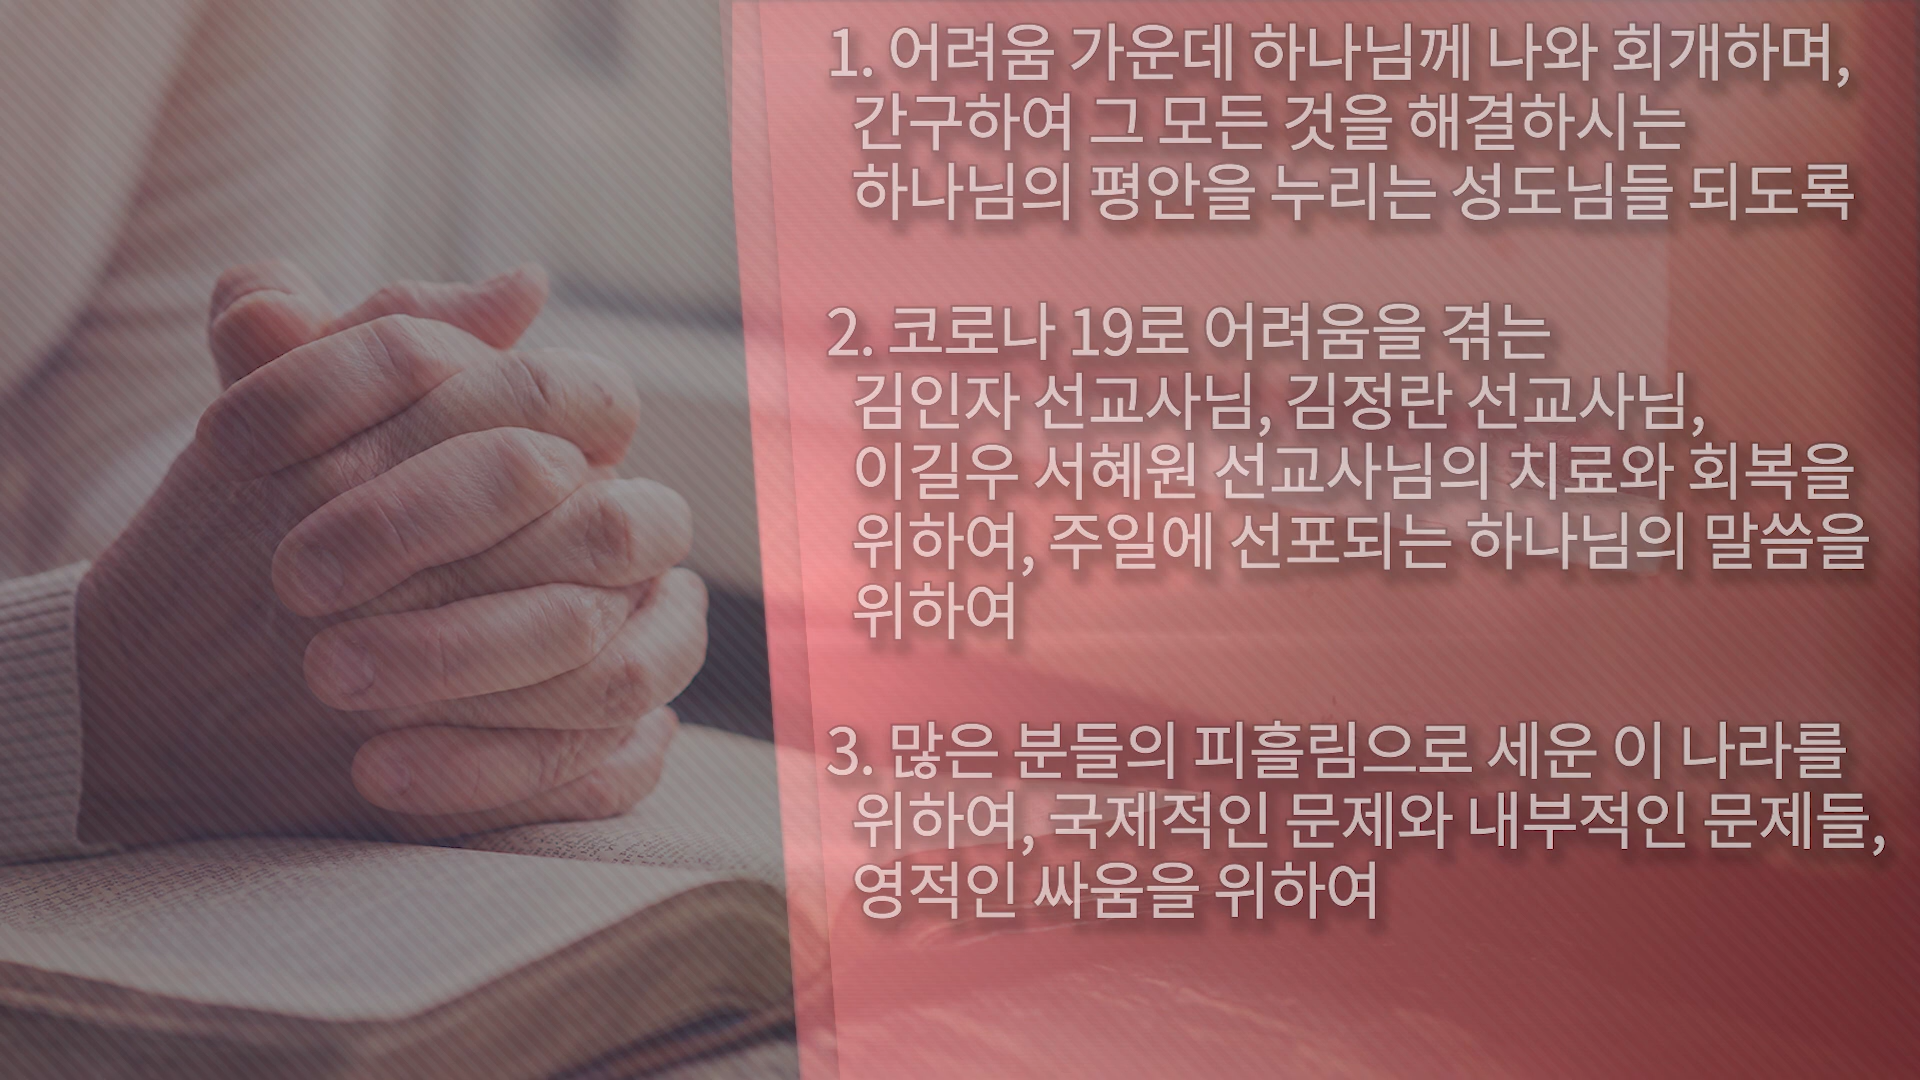 1. 어려움 가운데 하나님께 나와 회개하며,
간구하여 그 모든 것을 해결하시는
하나님의 평안을 누리는 성도님들 되도록
2. 코로나 19로 어려움을 겪는
김인자 선교사님, 김정란 선교사님,
이길우 서혜원 선교사님의 치료와 회복을
위하여, 주일에 선포되는 하나님의 말씀을
위하여
3. 많은 분들의 피흘림으로 세운 이 나라를
위하여, 국제적인 문제와 내부적인 문제들,
영적인 싸움을 위하여